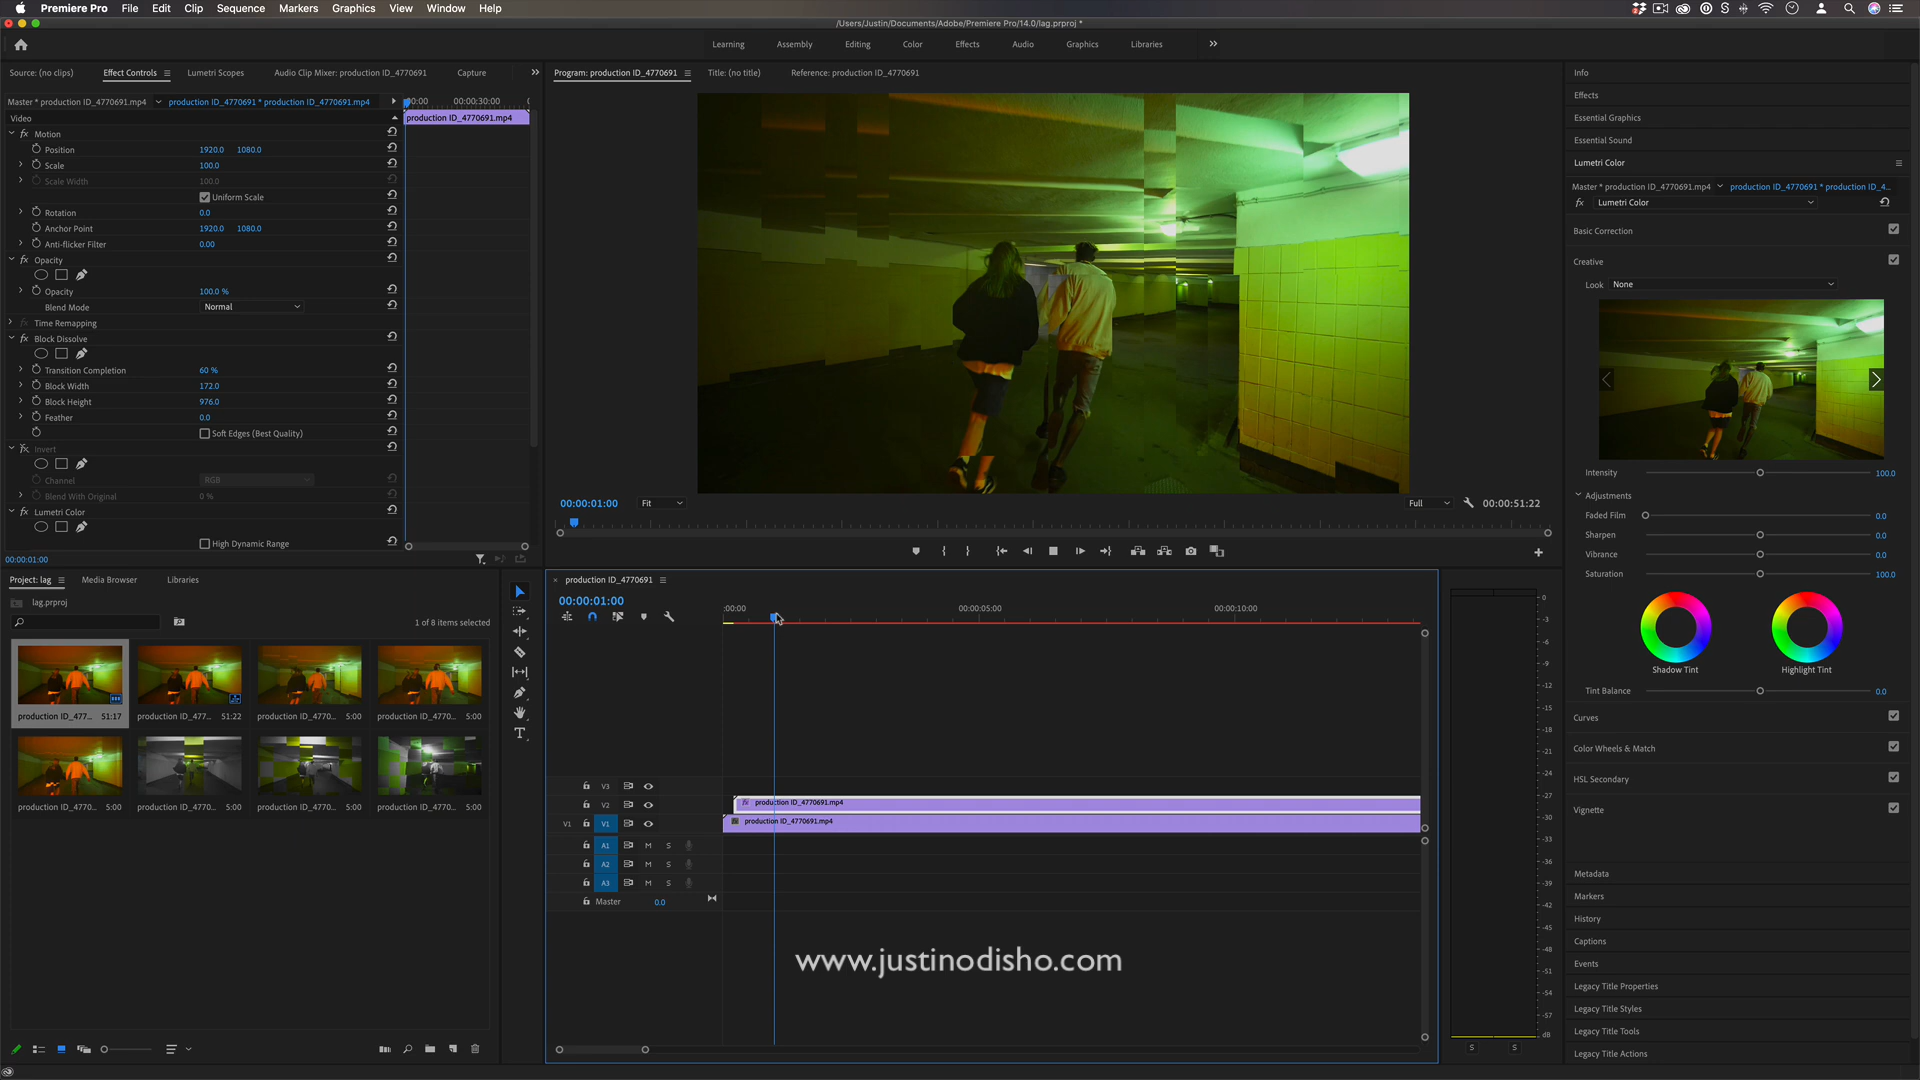 Premiere Pro File Edit Clip Sequence Markers Graphics View Window Help
/Users/Justin/Documents/Adobe/Premiere Pro/14.0/lag.prproj *
Learning Assembly Editing Color Effects Audio Graphics Libraries
Source: (no clips) Effect Controls Lumetri Scopes Audio Clip Mixer: production ID_4770691 Capture
Master * production ID_4770691.mp4 production ID_4770691 * production ID_4770691.mp4
:00:00 00:00:30:00
Video
production ID_4770691.mp4
fx Motion
Position 1920.0 1080.0
Scale 100.0
Scale Width 100.0
Uniform Scale
Rotation 0.0
Anchor Point 1920.0 1080.0
Anti-flicker Filter 0.00
fx Opacity
Opacity 100.0 %
Blend Mode Normal
Time Remapping
fx Block Dissolve
Transition Completion 60 %
Block Width 172.0
Block Height 976.0
Feather 0.0
Soft Edges (Best Quality)
fx Invert
Channel RGB
Blend With Original 0 %
fx Lumetri Color
High Dynamic Range
00:00:01:00
Program: production ID_4770691 Title: (no title) Reference: production ID_4770691
00:00:01:00 Fit Full 00:00:51:22
Info
Effects
Essential Graphics
Essential Sound
Lumetri Color
Master * production ID_4770691.mp4 production ID_4770691 * production ID_4...
fx Lumetri Color
Basic Correction
Creative
Look None
Intensity 100.0
Adjustments
Faded Film 0.0
Sharpen 0.0
Vibrance 0.0
Saturation 100.0
Shadow Tint Highlight Tint
Tint Balance 0.0
Curves
Color Wheels & Match
HSL Secondary
Vignette
Metadata
Markers
History
Captions
Events
Legacy Title Properties
Legacy Title Styles
Legacy Title Tools
Legacy Title Actions
Project: lag Media Browser Libraries
lag.prproj
1 of 8 items selected
production ID_477... 51:17 production ID_477... 51:22 production ID_4770... 5:00 production ID_4770... 5:00
production ID_4770... 5:00 production ID_4770... 5:00 production ID_4770... 5:00 production ID_4770... 5:00
production ID_4770691
00:00:01:00
:00:00 00:00:05:00 00:00:10:00
V3
V2
fx production ID_4770691.mp4
V1 V1
production ID_4770691.mp4
A1 M S
A2 M S
A3 M S
Master 0.0
0
-3
-6
-9
-12
-15
-18
-21
-24
-27
-30
-33
-36
-39
-42
-45
-48
-51
-54
-57
dB
S S
www.justinodisho.com